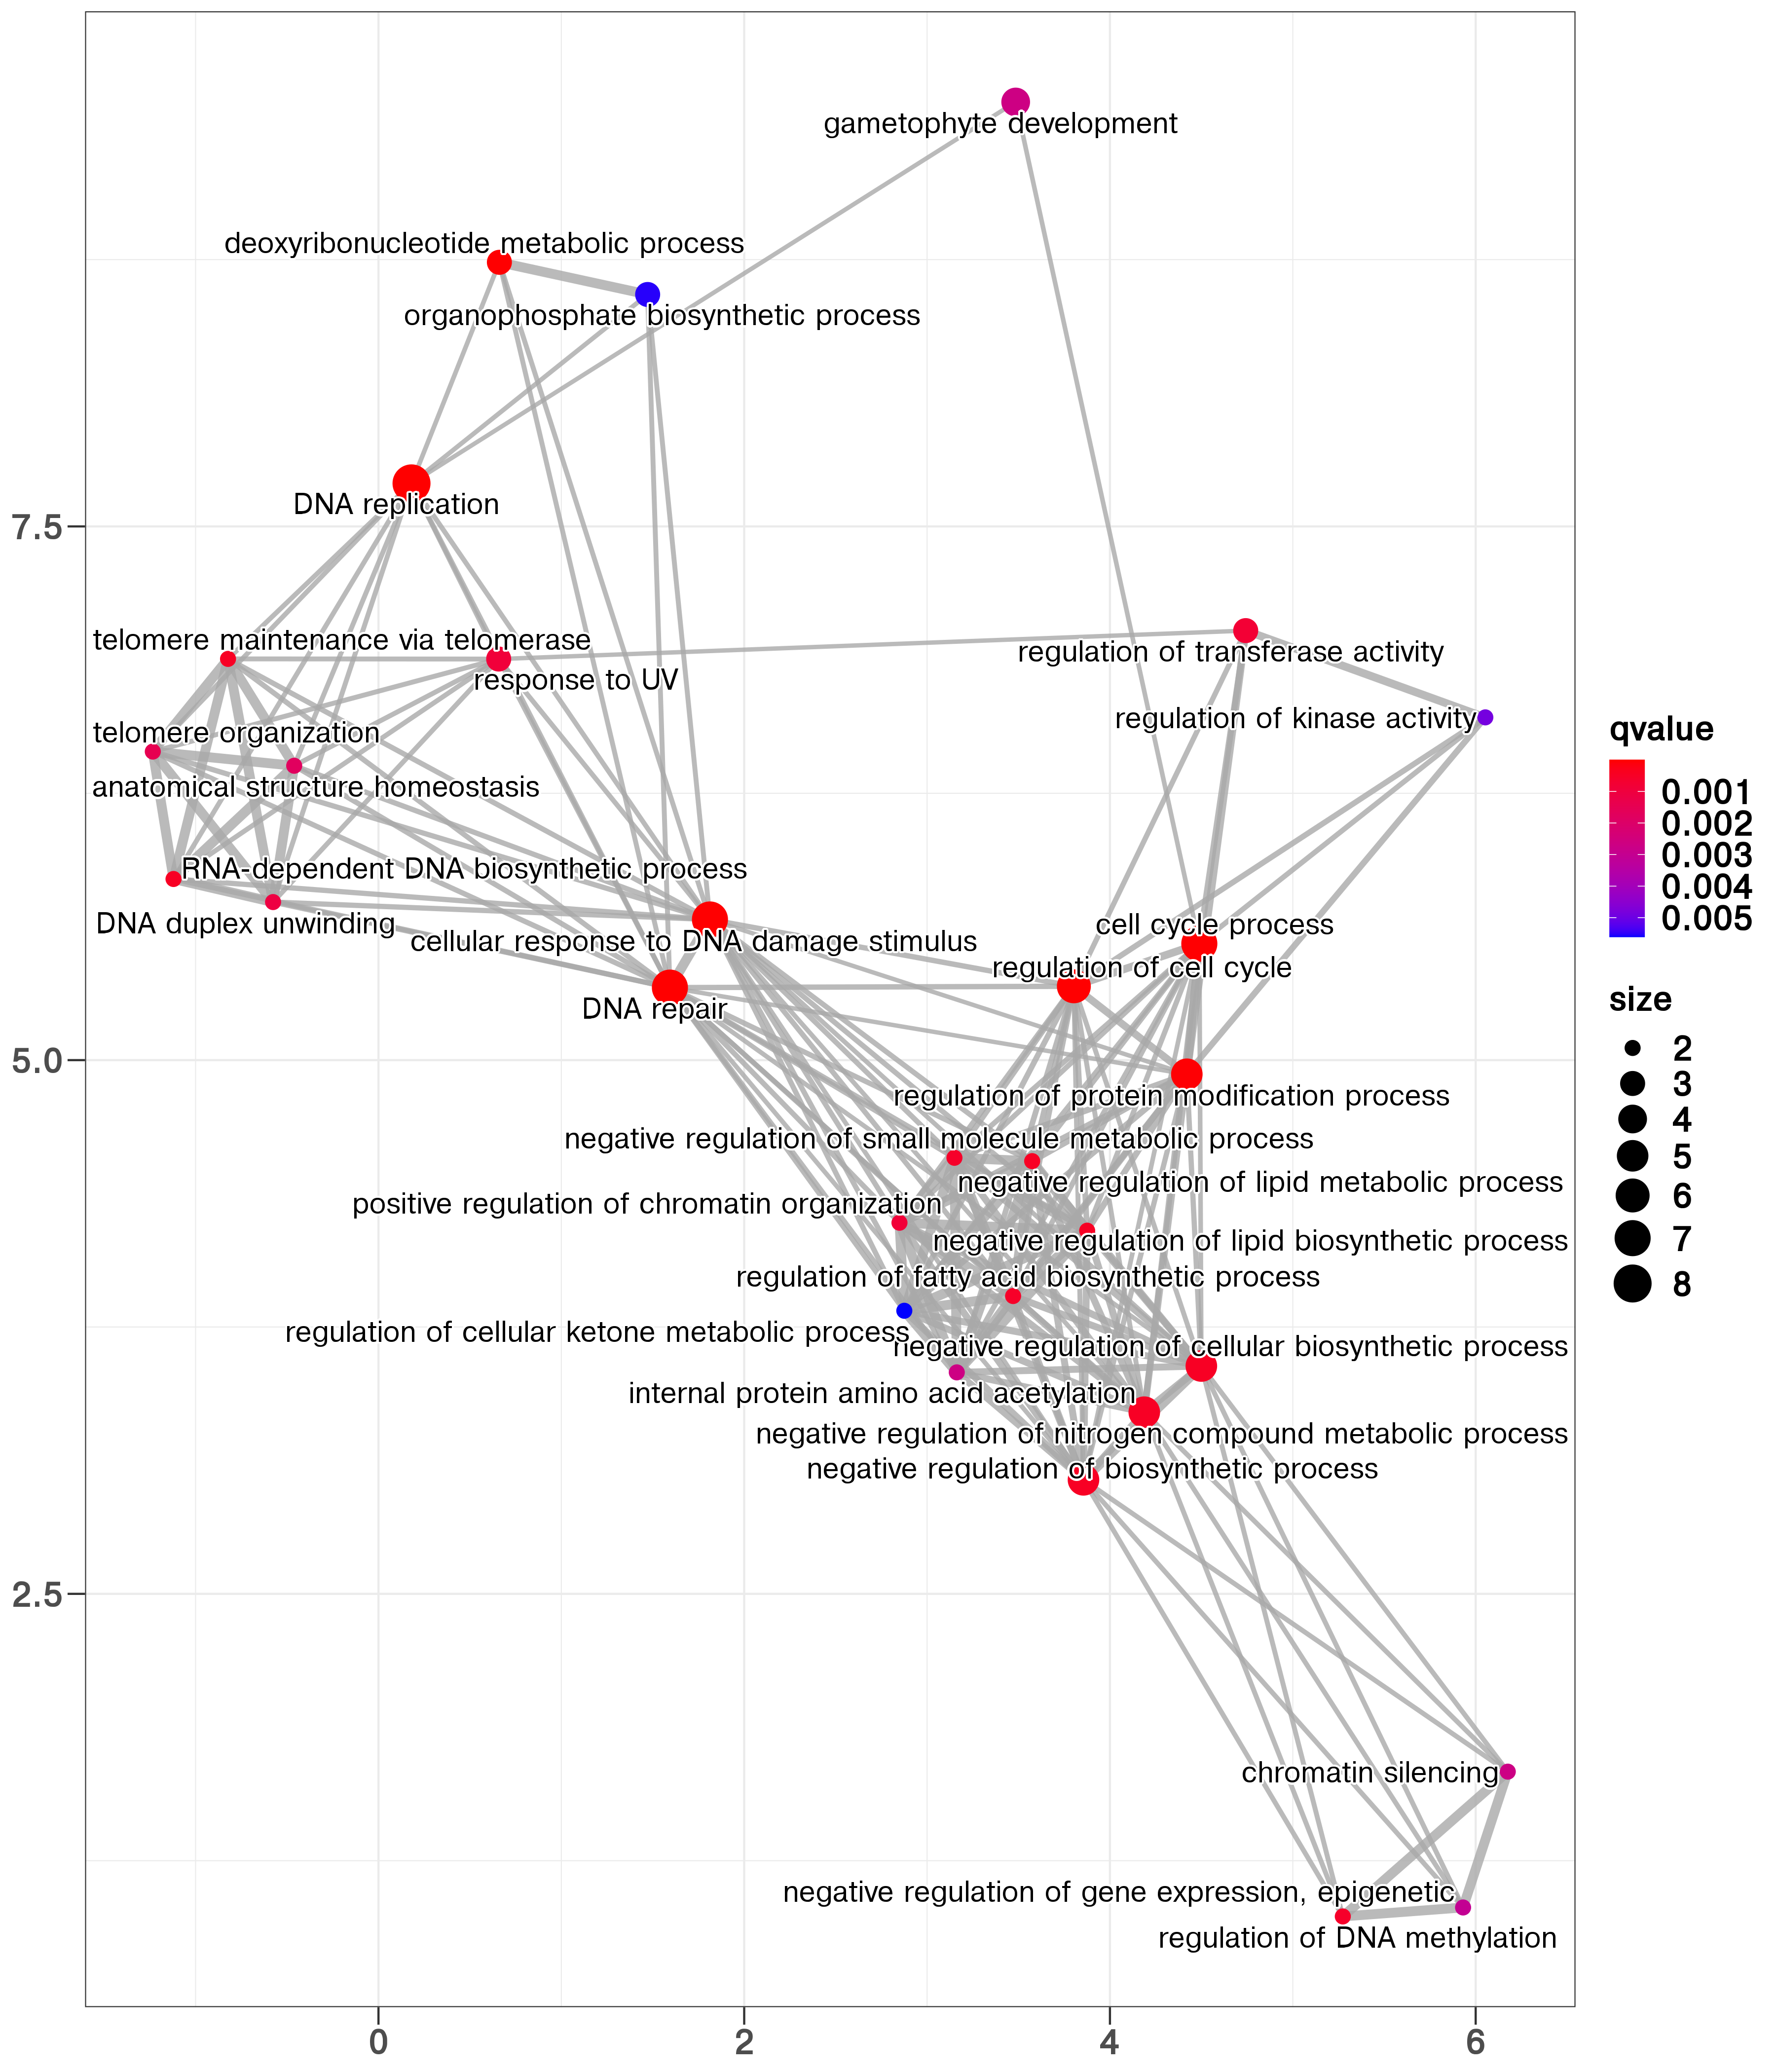 gametophyte development
deoxyribonucleotide metabolic process
organophosphate biosynthetic process
DNA replication
7.5
telomere maintenance via telomerase
regulation of transferase activity
response to UV
regulation of kinase activity
telomere organization
anatomical structure homeostasis
RNA-dependent DNA biosynthetic process
DNA duplex unwinding
cell cycle process
cellular response to DNA damage stimulus
regulation of cell cycle
DNA repair
5.0
regulation of protein modification process
negative regulation of small molecule metabolic process
negative regulation of lipid metabolic process
positive regulation of chromatin organization
negative regulation of lipid biosynthetic process
regulation of fatty acid biosynthetic process
regulation of cellular ketone metabolic process
negative regulation of cellular biosynthetic process
internal protein amino acid acetylation
negative regulation of nitrogen compound metabolic process
negative regulation of biosynthetic process
2.5
chromatin silencing
negative regulation of gene expression, epigenetic
regulation of DNA methylation
0
2
4
6
qvalue
0.001
0.002
0.003
0.004
0.005
size
2
3
4
5
6
7
8